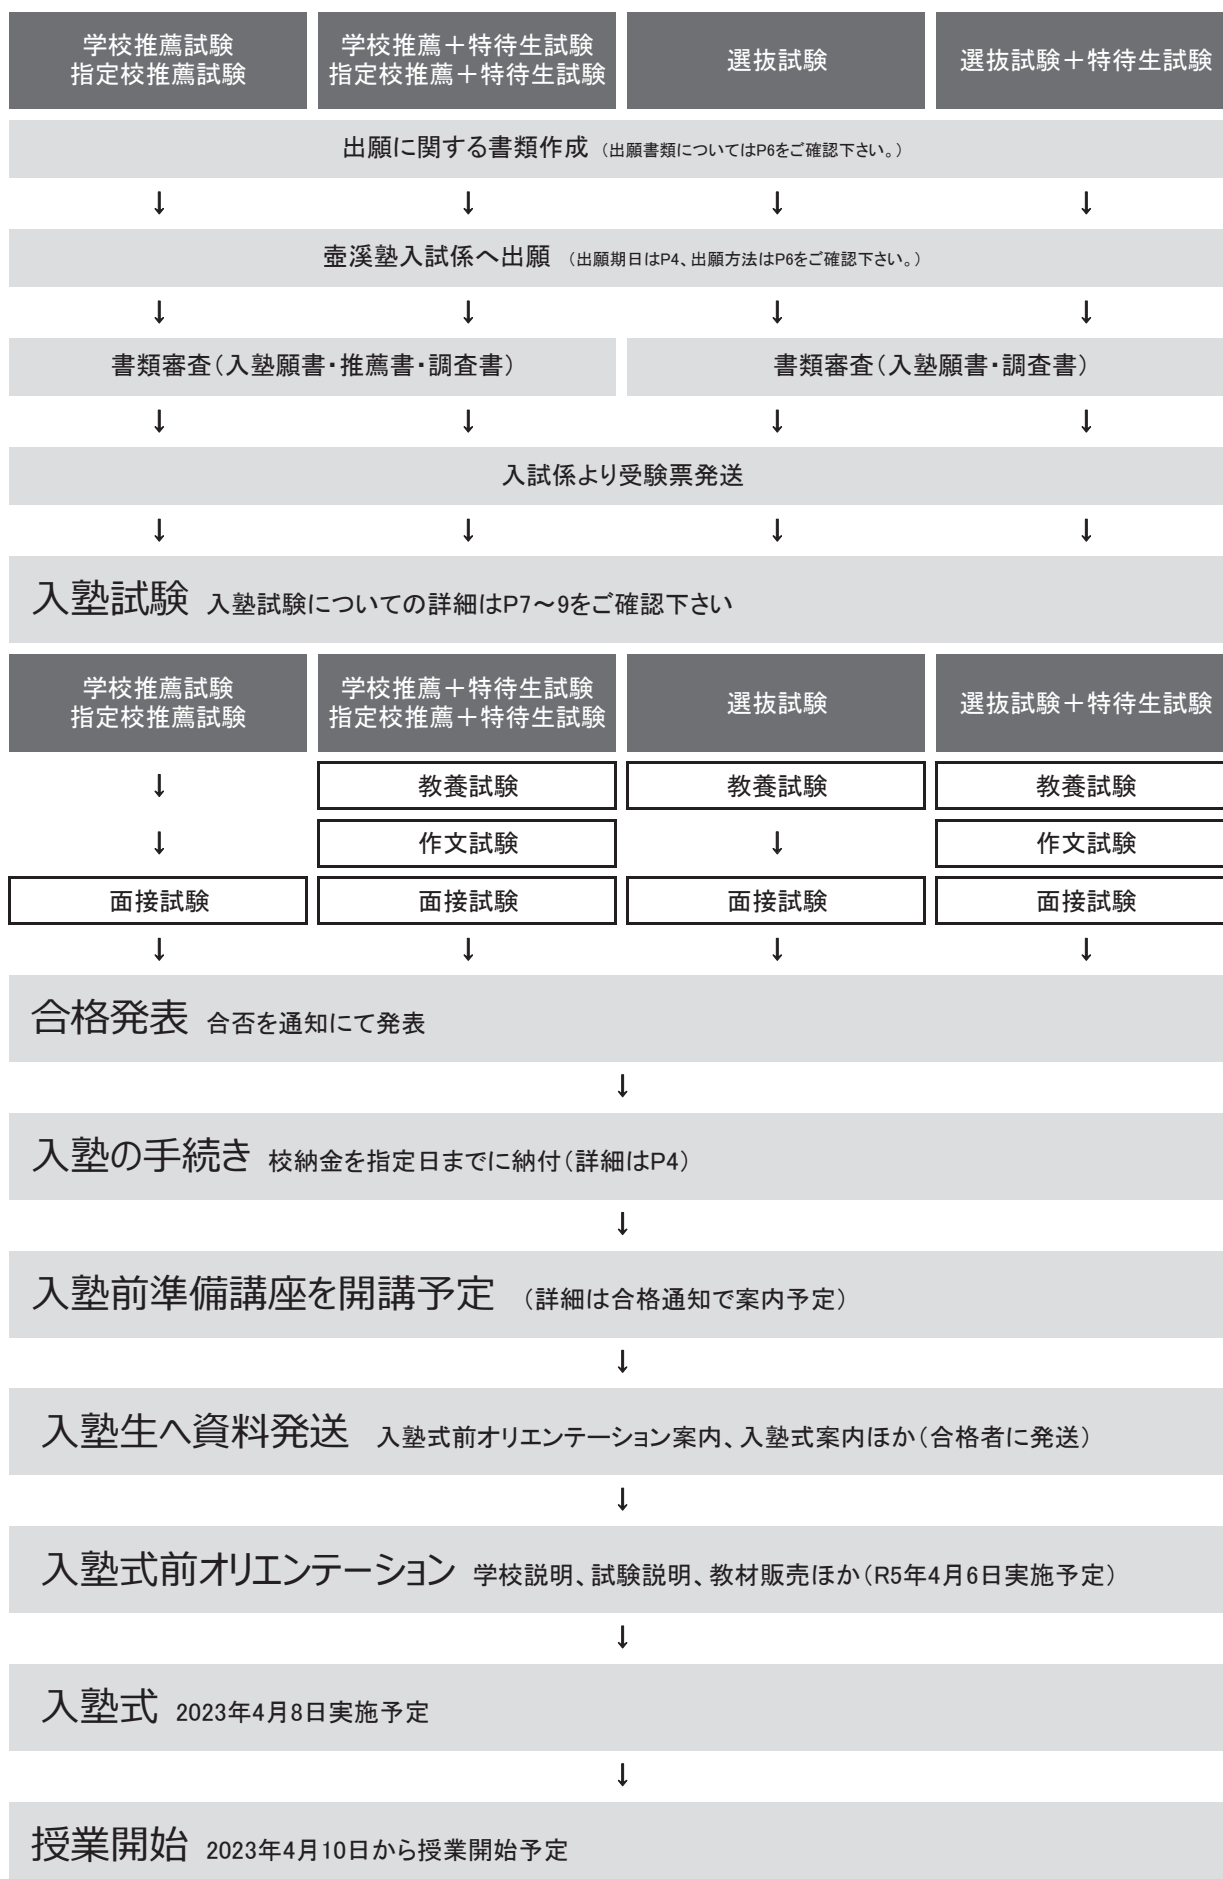 学校推薦試験
指定校推薦試験
学校推薦＋特待生試験
指定校推薦＋特待生試験
選抜試験
選抜試験＋特待生試験
出願に関する書類作成 （出願書類についてはP6をご確認下さい。）
↓ ↓ ↓ ↓
壺溪塾入試係へ出願 （出願期日はP4、出願方法はP6をご確認下さい。）
↓ ↓ ↓ ↓
書類審査（入塾願書・推薦書・調査書） 書類審査（入塾願書・調査書）
↓ ↓ ↓ ↓
入試係より受験票発送
↓ ↓ ↓ ↓
入塾試験 入塾試験についての詳細はP7～9をご確認下さい
学校推薦試験
指定校推薦試験
学校推薦＋特待生試験
指定校推薦＋特待生試験
選抜試験
選抜試験＋特待生試験
↓ 教養試験 教養試験 教養試験
↓ 作文試験 ↓ 作文試験
面接試験 面接試験 面接試験 面接試験
↓ ↓ ↓ ↓
合格発表 合否を通知にて発表
↓
入塾の手続き 校納金を指定日までに納付（詳細はP4）
↓
入塾前準備講座を開講予定 （詳細は合格通知で案内予定）
↓
入塾生へ資料発送 入塾式前オリエンテーション案内、入塾式案内ほか（合格者に発送）
↓
入塾式前オリエンテーション 学校説明、試験説明、教材販売ほか（R5年4月6日実施予定）
↓
入塾式 2023年4月8日実施予定
↓
授業開始 2023年4月10日から授業開始予定